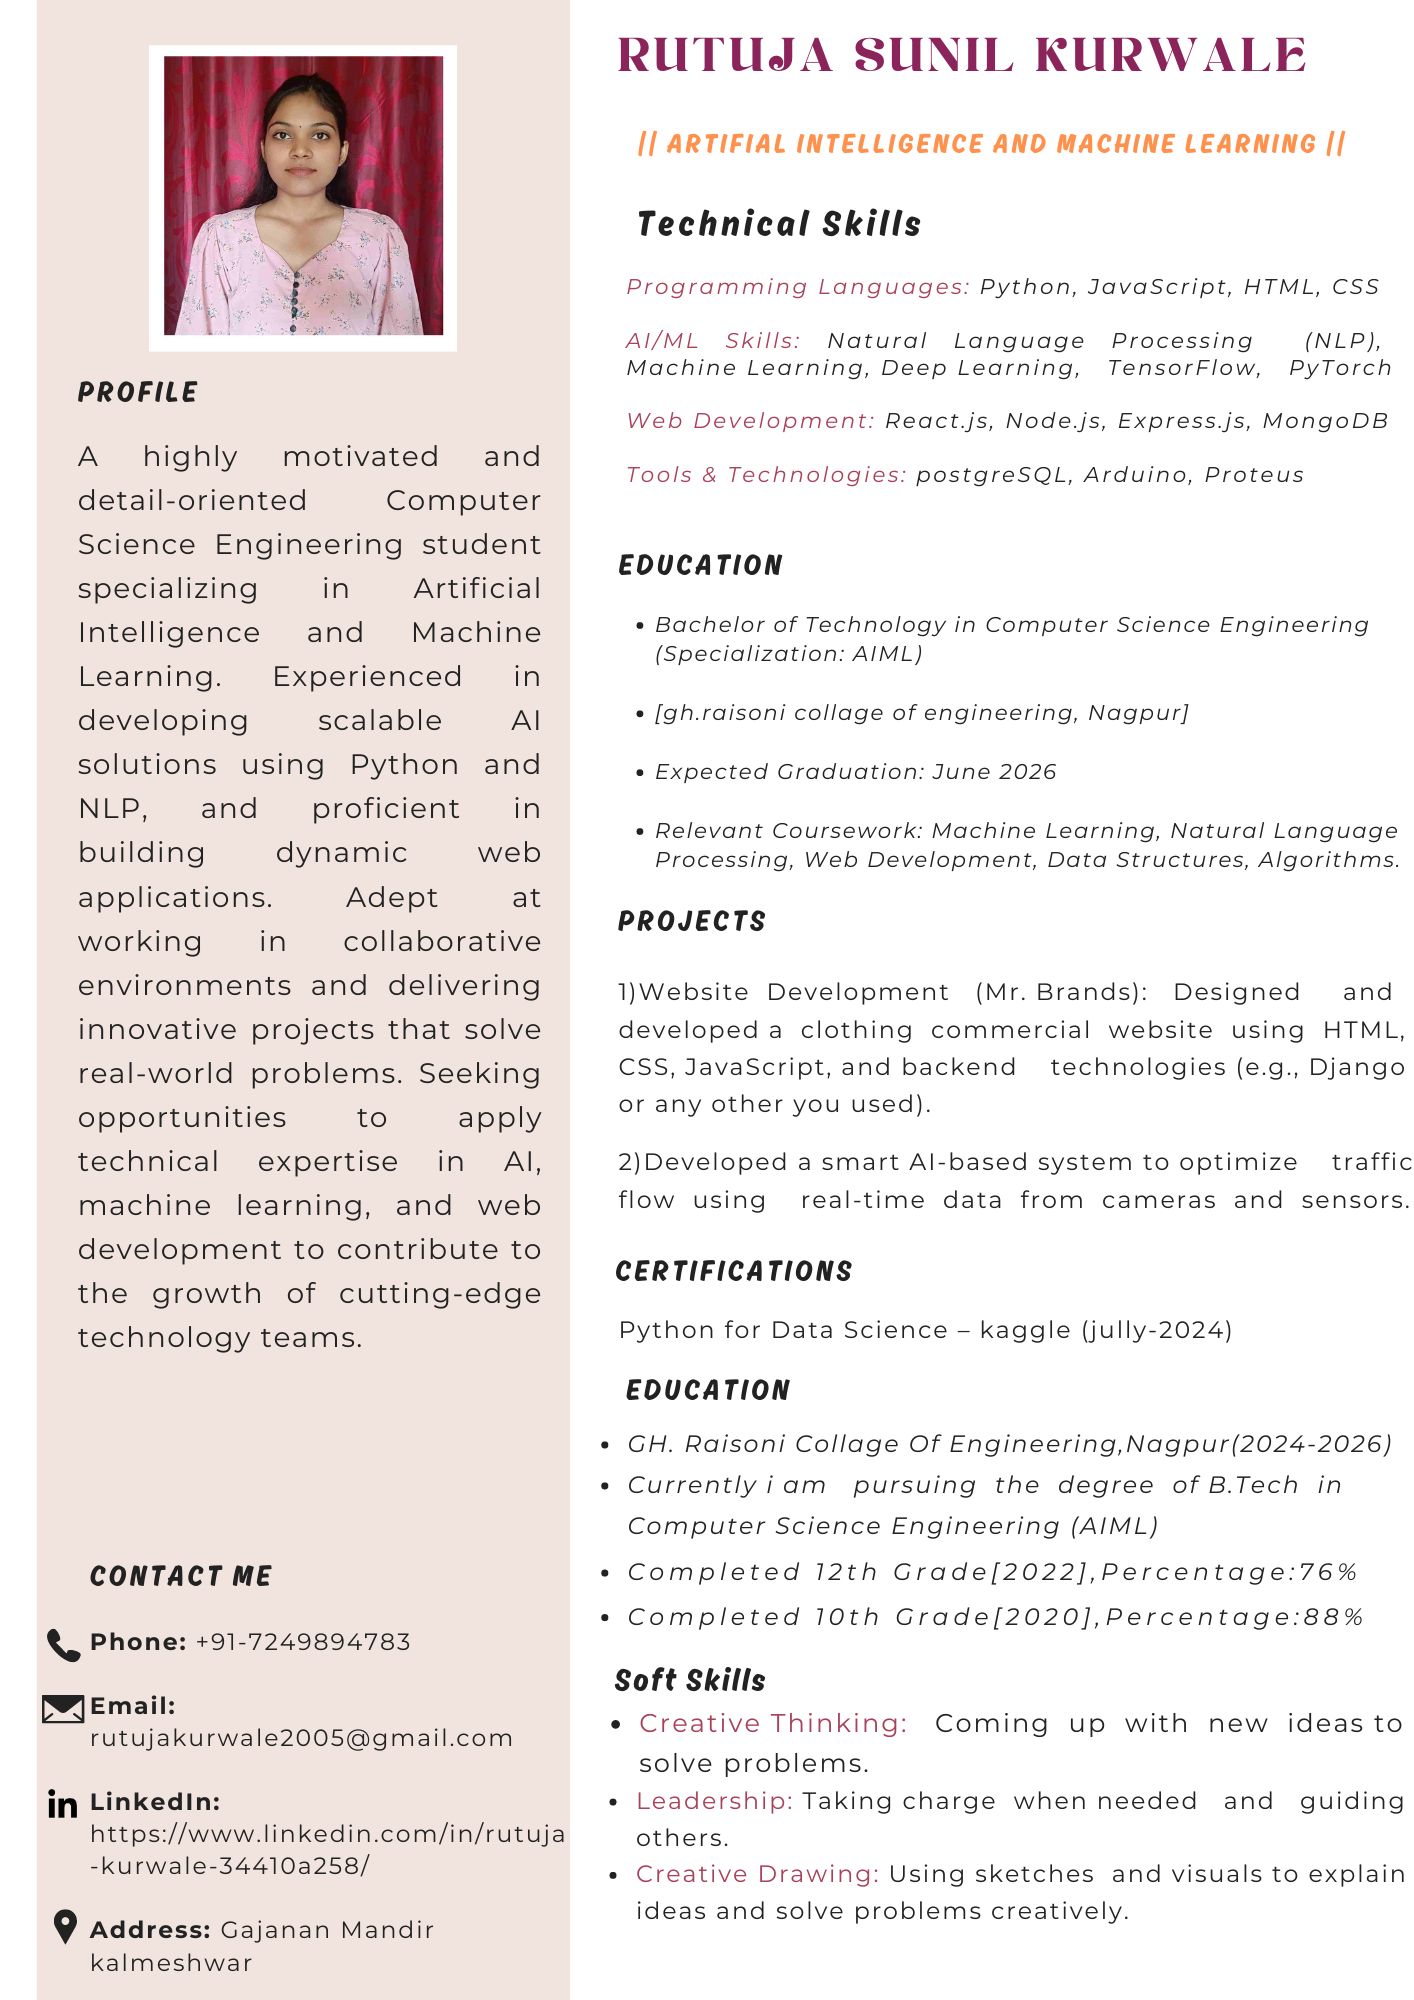 RUTUJA SUNIL KURWALE
|| ARTIFIAL INTELLIGENCE AND MACHINE LEARNING ||
PROFILE
A highly motivated and
detail-oriented Computer
Science Engineering student
specializing in Artificial
Intelligence and Machine
Learning. Experienced in
developing scalable AI
solutions using Python and
NLP, and proficient in
building dynamic web
applications. Adept at
working in collaborative
environments and delivering
innovative projects that solve
real-world problems. Seeking
opportunities to apply
technical expertise in AI,
machine learning, and web
development to contribute to
the growth of cutting-edge
technology teams.
CONTACT ME
Phone: +91-7249894783
Email:
rutujakurwale2005@gmail.com
in
LinkedIn:
https://www.linkedin.com/in/rutuja
-kurwale-34410a258/
Address: Gajanan Mandir
kalmeshwar
Technical Skills
Programming Languages: Python, JavaScript, HTML, CSS
AI/ML Skills: Natural Language Processing (NLP),
Machine Learning, Deep Learning, TensorFlow, PyTorch
Web Development: React.js, Node.js, Express.js, MongoDB
Tools & Technologies: postgreSQL, Arduino, Proteus
EDUCATION
• Bachelor of Technology in Computer Science Engineering
(Specialization: AIML)
• [gh.raisoni collage of engineering, Nagpur]
• Expected Graduation: June 2026
• Relevant Coursework: Machine Learning, Natural Language
Processing, Web Development, Data Structures, Algorithms.
PROJECTS
1)Website Development (Mr. Brands): Designed and
developed a clothing commercial website using HTML,
CSS, JavaScript, and backend technologies (e.g., Django
or any other you used).
2)Developed a smart AI-based system to optimize traffic
flow using real-time data from cameras and sensors.
CERTIFICATIONS
Python for Data Science – kaggle (jully-2024)
EDUCATION
• GH. Raisoni Collage Of Engineering,Nagpur(2024-2026)
• Currently i am pursuing the degree of B.Tech in
Computer Science Engineering (AIML)
• Completed 12th Grade[2022],Percentage:76%
• Completed 10th Grade[2020],Percentage:88%
Soft Skills
• Creative Thinking: Coming up with new ideas to
solve problems.
• Leadership: Taking charge when needed and guiding
others.
• Creative Drawing: Using sketches and visuals to explain
ideas and solve problems creatively.